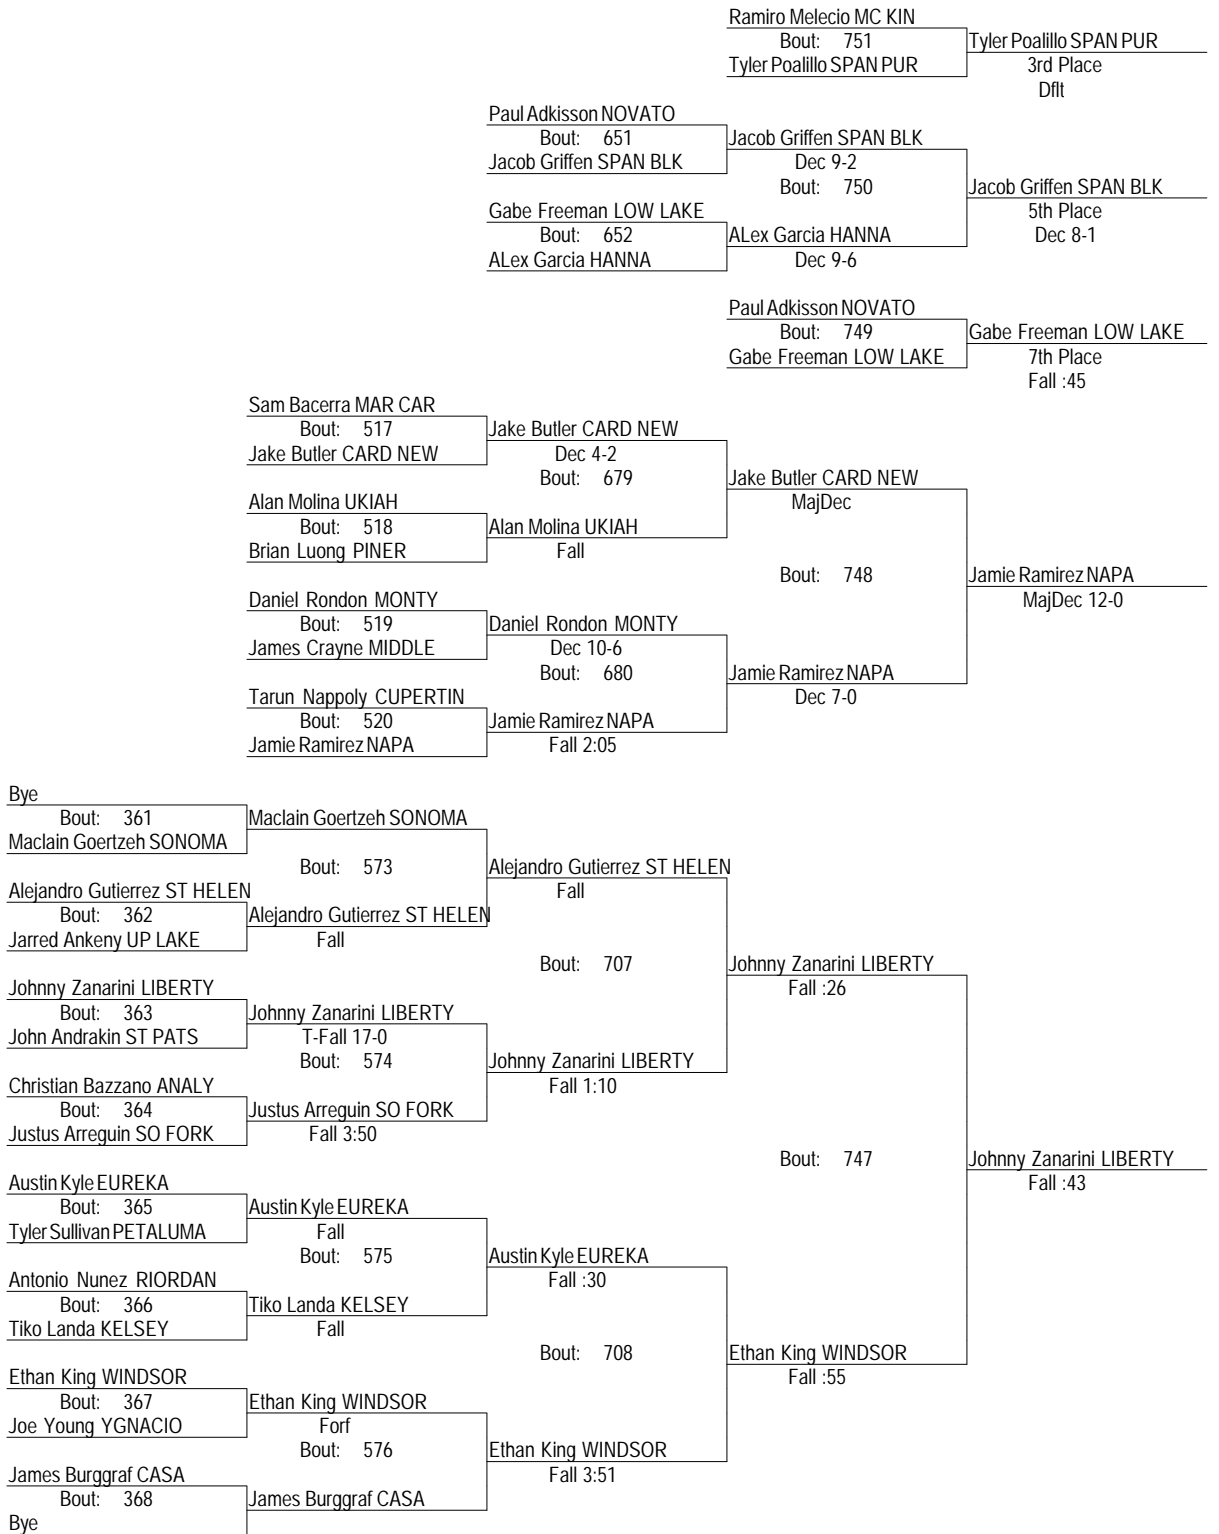 Ramiro Melecio MC KIN
Bout: 751
Tyler Poalillo SPAN PUR
Tyler Poalillo SPAN PUR
3rd Place
Dflt
Paul Adkisson NOVATO
Bout: 651
Jacob Griffen SPAN BLK
Jacob Griffen SPAN BLK
Dec 9-2
Bout: 750
Jacob Griffen SPAN BLK
5th Place
Dec 8-1
Gabe Freeman LOW LAKE
Bout: 652
ALex Garcia HANNA
ALex Garcia HANNA
Dec 9-6
Paul Adkisson NOVATO
Bout: 749
Gabe Freeman LOW LAKE
Gabe Freeman LOW LAKE
7th Place
Fall :45
Sam Bacerra MAR CAR
Bout: 517
Jake Butler CARD NEW
Jake Butler CARD NEW
Dec 4-2
Bout: 679
Jake Butler CARD NEW
MajDec
Alan Molina UKIAH
Bout: 518
Brian Luong PINER
Alan Molina UKIAH
Fall
Bout: 748
Jamie Ramirez NAPA
MajDec 12-0
Daniel Rondon MONTY
Bout: 519
James Crayne MIDDLE
Daniel Rondon MONTY
Dec 10-6
Bout: 680
Jamie Ramirez NAPA
Dec 7-0
Tarun Nappoly CUPERTIN
Bout: 520
Jamie Ramirez NAPA
Jamie Ramirez NAPA
Fall 2:05
Bye
Bout: 361
Maclain Goertzeh SONOMA
Maclain Goertzeh SONOMA
Bout: 573
Alejandro Gutierrez ST HELEN
Fall
Alejandro Gutierrez ST HELEN
Bout: 362
Jarred Ankeny UP LAKE
Alejandro Gutierrez ST HELEN
Fall
Bout: 707
Johnny Zanarini LIBERTY
Fall :26
Johnny Zanarini LIBERTY
Bout: 363
John Andrakin ST PATS
Johnny Zanarini LIBERTY
T-Fall 17-0
Bout: 574
Johnny Zanarini LIBERTY
Fall 1:10
Christian Bazzano ANALY
Bout: 364
Justus Arreguin SO FORK
Justus Arreguin SO FORK
Fall 3:50
Bout: 747
Johnny Zanarini LIBERTY
Fall :43
Austin Kyle EUREKA
Bout: 365
Tyler Sullivan PETALUMA
Austin Kyle EUREKA
Fall
Bout: 575
Austin Kyle EUREKA
Fall :30
Antonio Nunez RIORDAN
Bout: 366
Tiko Landa KELSEY
Tiko Landa KELSEY
Fall
Bout: 708
Ethan King WINDSOR
Fall :55
Ethan King WINDSOR
Bout: 367
Joe Young YGNACIO
Ethan King WINDSOR
Forf
Bout: 576
Ethan King WINDSOR
Fall 3:51
James Burggraf CASA
Bout: 368
Bye
James Burggraf CASA